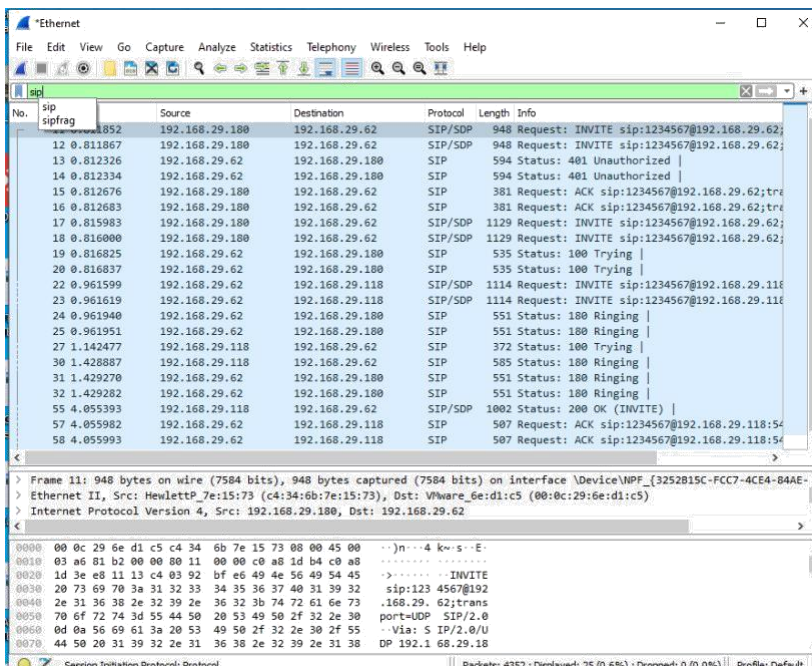 *Ethernet
File Edit View Go Capture Analyze Statistics Telephony Wireless Tools Help
sip
sip
sipfrag
No. Source Destination Protocol Length Info
192.168.29.180 192.168.29.62 SIP/SDP 948 Request: INVITE sip:1234567@192.168.29.62;
12 0.811867 192.168.29.180 192.168.29.62 SIP/SDP 948 Request: INVITE sip:1234567@192.168.29.62;
13 0.812326 192.168.29.62 192.168.29.180 SIP 594 Status: 401 Unauthorized |
14 0.812334 192.168.29.62 192.168.29.180 SIP 594 Status: 401 Unauthorized |
15 0.812676 192.168.29.180 192.168.29.62 SIP 381 Request: ACK sip:1234567@192.168.29.62;tra
16 0.812683 192.168.29.180 192.168.29.62 SIP 381 Request: ACK sip:1234567@192.168.29.62;tra
17 0.815983 192.168.29.180 192.168.29.62 SIP/SDP 1129 Request: INVITE sip:1234567@192.168.29.62;
18 0.816000 192.168.29.180 192.168.29.62 SIP/SDP 1129 Request: INVITE sip:1234567@192.168.29.62;
19 0.816825 192.168.29.62 192.168.29.180 SIP 535 Status: 100 Trying |
20 0.816837 192.168.29.62 192.168.29.180 SIP 535 Status: 100 Trying |
22 0.961599 192.168.29.62 192.168.29.118 SIP/SDP 1114 Request: INVITE sip:1234567@192.168.29.118
23 0.961619 192.168.29.62 192.168.29.118 SIP/SDP 1114 Request: INVITE sip:1234567@192.168.29.118
24 0.961940 192.168.29.62 192.168.29.180 SIP 551 Status: 180 Ringing |
25 0.961951 192.168.29.62 192.168.29.180 SIP 551 Status: 180 Ringing |
27 1.142477 192.168.29.118 192.168.29.62 SIP 372 Status: 100 Trying |
30 1.428887 192.168.29.118 192.168.29.62 SIP 585 Status: 180 Ringing |
31 1.429270 192.168.29.62 192.168.29.180 SIP 551 Status: 180 Ringing |
32 1.429282 192.168.29.62 192.168.29.180 SIP 551 Status: 180 Ringing |
55 4.055393 192.168.29.118 192.168.29.62 SIP/SDP 1002 Status: 200 OK (INVITE) |
57 4.055982 192.168.29.62 192.168.29.118 SIP 507 Request: ACK sip:1234567@192.168.29.118:54
58 4.055993 192.168.29.62 192.168.29.118 SIP 507 Request: ACK sip:1234567@192.168.29.118:54
> Frame 11: 948 bytes on wire (7584 bits), 948 bytes captured (7584 bits) on interface \Device\NPF_{3252B15C-FCC7-4CE4-84AE-
> Ethernet II, Src: HewlettP_7e:15:73 (c4:34:6b:7e:15:73), Dst: VMware_6e:d1:c5 (00:0c:29:6e:d1:c5)
> Internet Protocol Version 4, Src: 192.168.29.180, Dst: 192.168.29.62
0000 00 0c 29 6e d1 c5 c4 34 6b 7e 15 73 08 00 45 00 ··)n···4 k~·s··E·
0010 03 a6 81 b2 00 00 80 11 00 00 c0 a8 1d b4 c0 a8 ········ ········
0020 1d 3e e8 11 13 c4 03 92 bf e6 49 4e 56 49 54 45 ·>······ ··INVITE
0030 20 73 69 70 3a 31 32 33 34 35 36 37 40 31 39 32 sip:123 4567@192
0040 2e 31 36 38 2e 32 39 2e 36 32 3b 74 72 61 6e 73 .168.29. 62;trans
0050 70 6f 72 74 3d 55 44 50 20 53 49 50 2f 32 2e 30 port=UDP SIP/2.0
0060 0d 0a 56 69 61 3a 20 53 49 50 2f 32 2e 30 2f 55 ··Via: S IP/2.0/U
0070 44 50 20 31 39 32 2e 31 36 38 2e 32 39 2e 31 38 DP 192.1 68.29.18
Session Initiation Protocol: Protocol Packets: 4352 · Displayed: 25 (0.6%) · Dropped: 0 (0.0%) Profile: Default